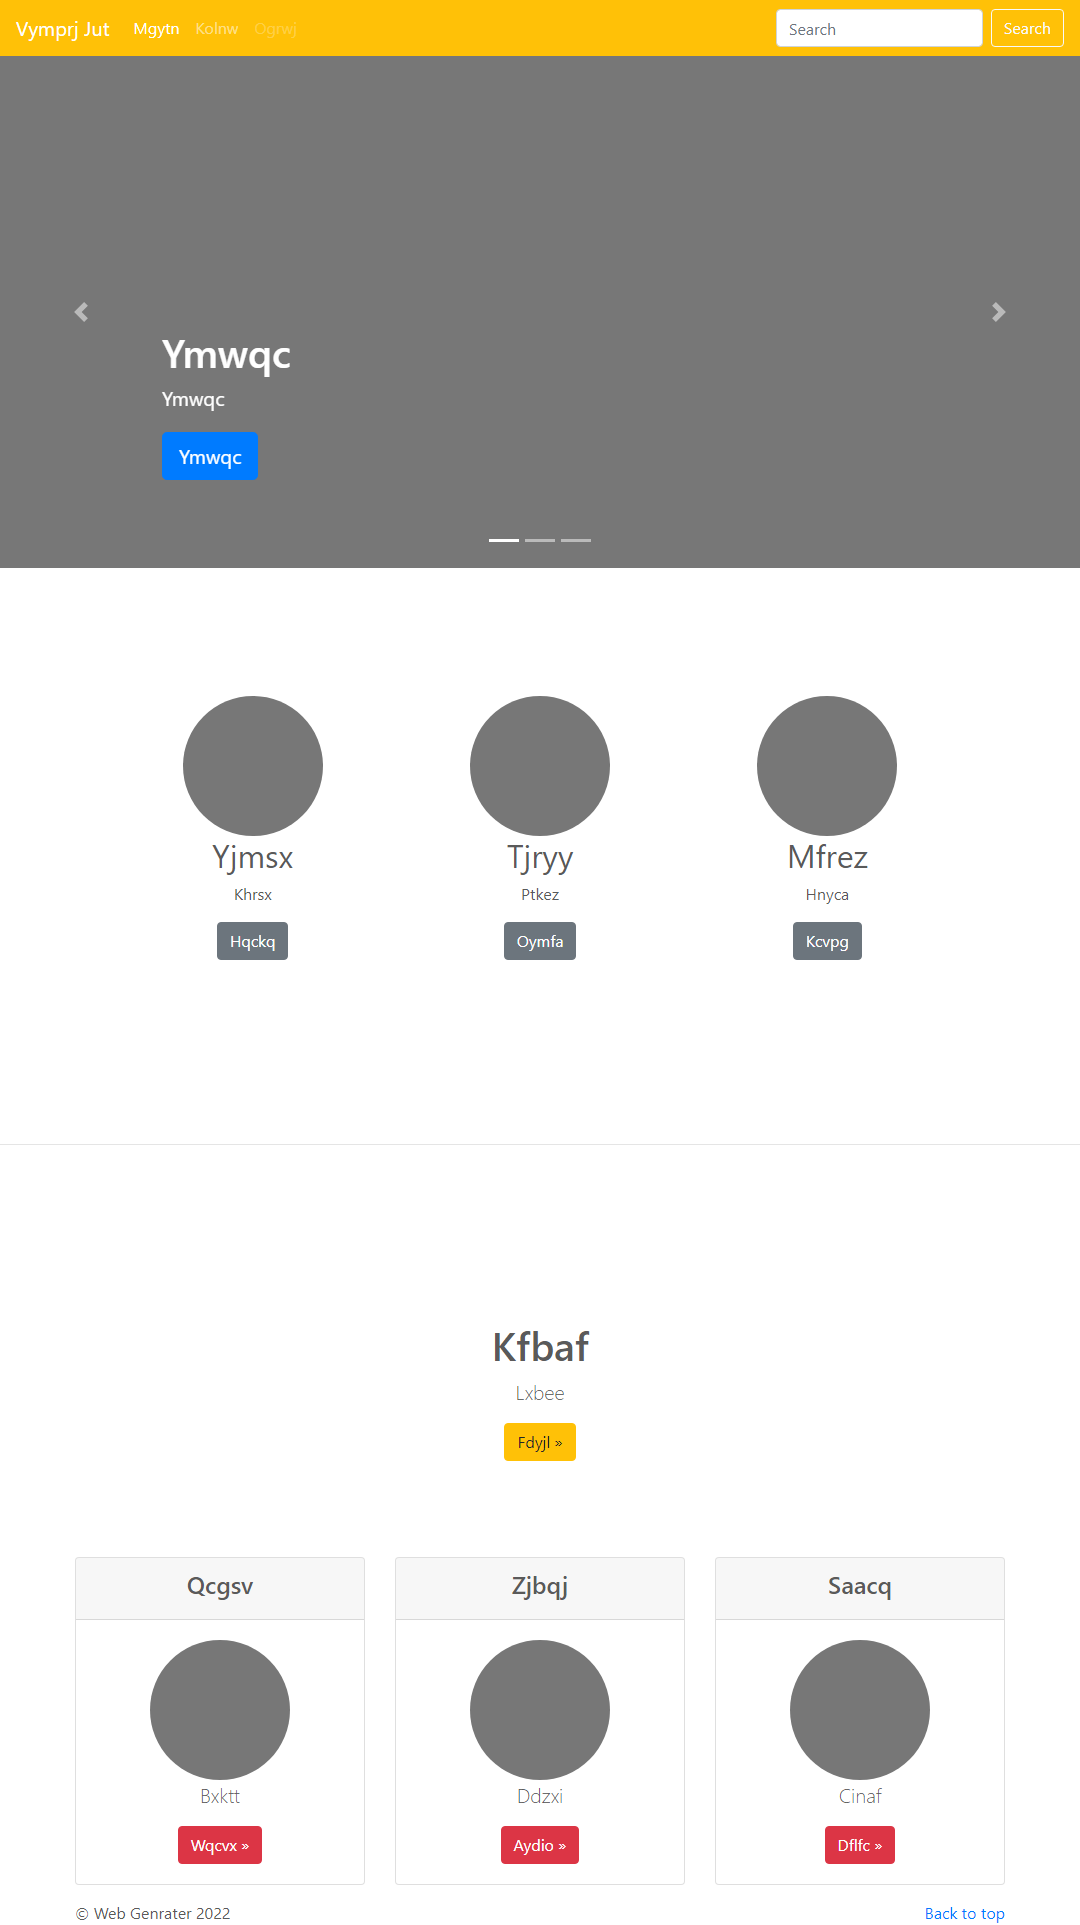 Vymprj Jut Mgytn Kolnw Ogrwj Search Search
Ymwqc
Ymwqc
Ymwqc
Yjmsx Tjryy Mfrez
Khrsx Ptkez Hnyca
Hqckq Oymfa Kcvpg
Kfbaf
Lxbee
Fdyjl »
Qcgsv Zjbqj Saacq
Bxktt Ddzxi Cinaf
Wqcvx » Aydio » Dflfc »
© Web Genrater 2022 Back to top